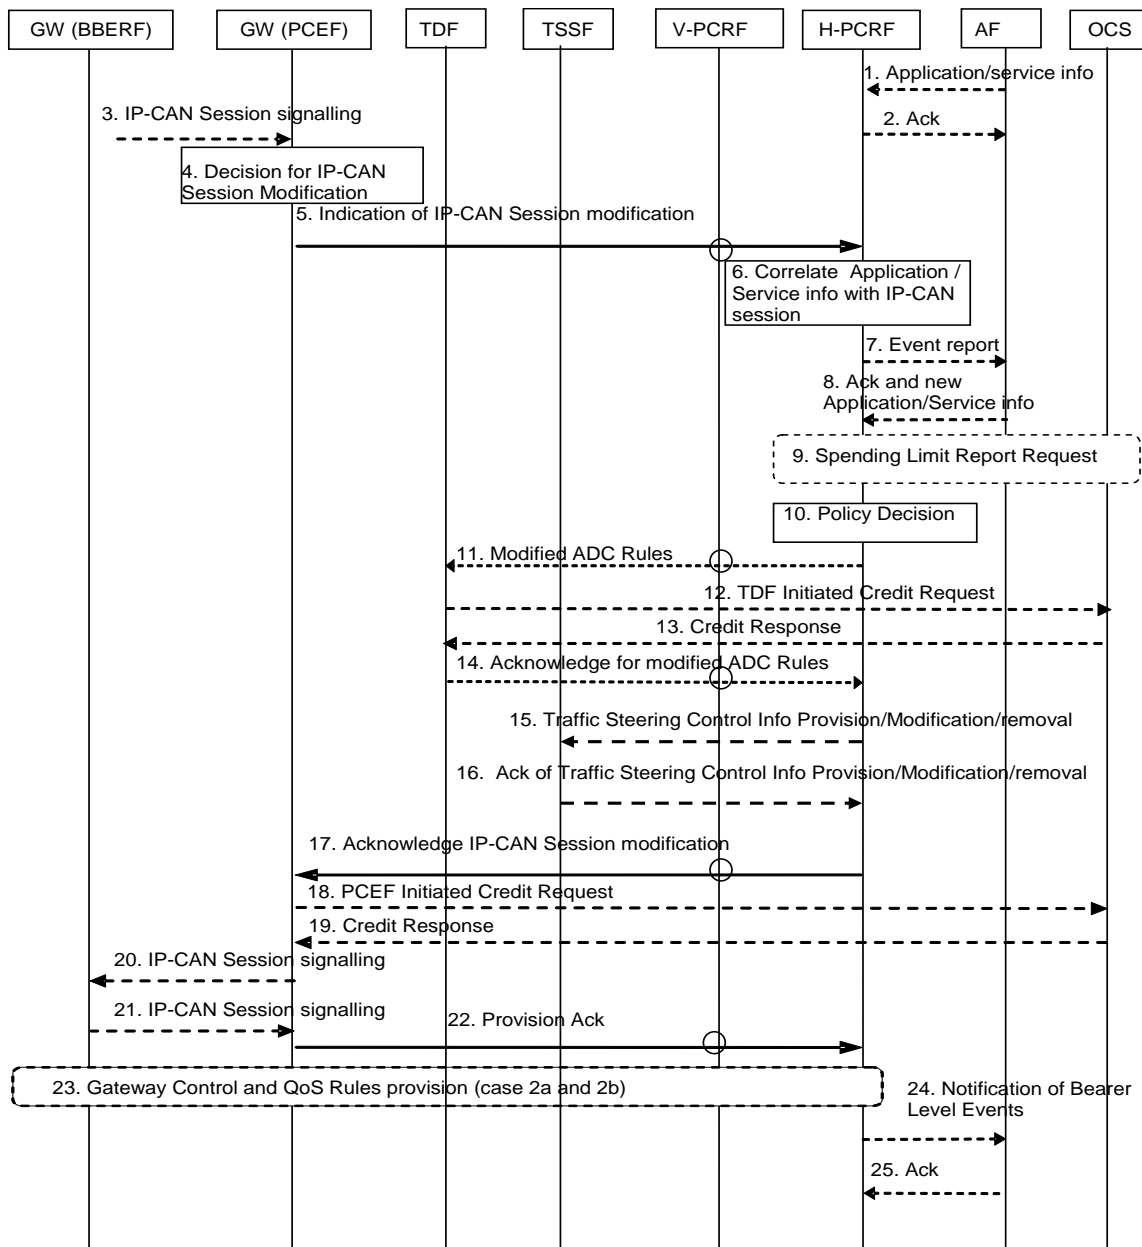 GW (BBERF)
GW (PCEF)
TDF
TSSF
V-PCRF
H-PCRF
AF
OCS
1. Application/service info
2. Ack
3. IP-CAN Session signalling
4. Decision for IP-CAN
Session Modification
5. Indication of IP-CAN Session modification
6. Correlate Application /
Service info with IP-CAN
session
7. Event report
8. Ack and new
Application/Service info
9. Spending Limit Report Request
10. Policy Decision
11. Modified ADC Rules
12. TDF Initiated Credit Request
13. Credit Response
14. Acknowledge for modified ADC Rules
15. Traffic Steering Control Info Provision/Modification/removal
16. Ack of Traffic Steering Control Info Provision/Modification/removal
17. Acknowledge IP-CAN Session modification
18. PCEF Initiated Credit Request
19. Credit Response
20. IP-CAN Session signalling
21. IP-CAN Session signalling
22. Provision Ack
23. Gateway Control and QoS Rules provision (case 2a and 2b)
24. Notification of Bearer
Level Events
25. Ack